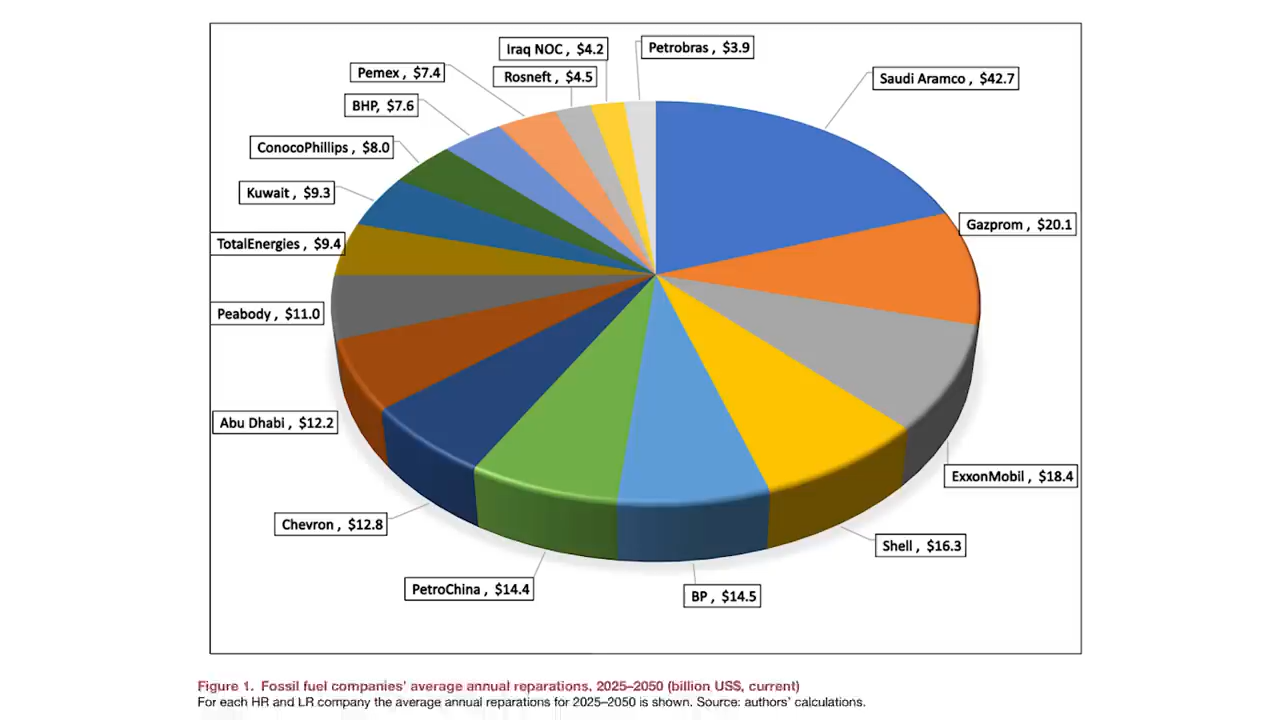 Iraq NOC , $4.2
Petrobras , $3.9
Pemex , $7.4
Rosneft , $4.5
Saudi Aramco , $42.7
BHP, $7.6
ConocoPhillips , $8.0
Kuwait , $9.3
Gazprom , $20.1
TotalEnergies , $9.4
Peabody , $11.0
Abu Dhabi , $12.2
ExxonMobil , $18.4
Chevron , $12.8
Shell , $16.3
PetroChina , $14.4
BP , $14.5
Figure 1. Fossil fuel companies' average annual reparations, 2025–2050 (billion US$, current)
For each HR and LR company the average annual reparations for 2025–2050 is shown. Source: authors' calculations.